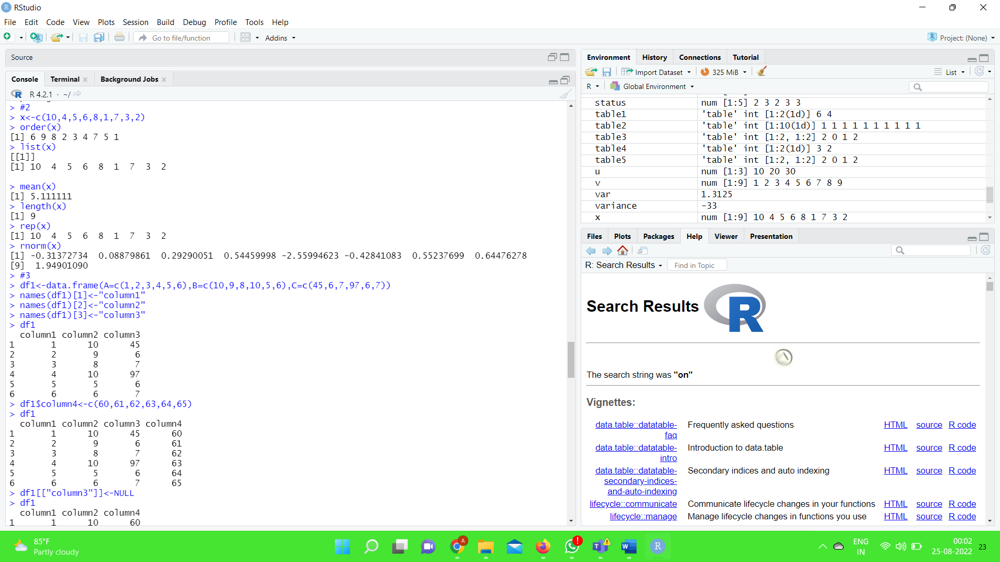 RStudio
File Edit Code View Plots Session Build Debug Profile Tools Help
Go to file/function Addins Project: (None)
Source
Console Terminal Background Jobs
R 4.2.1 · ~/
> #2
> x<-c(10,4,5,6,8,1,7,3,2)
> order(x)
[1] 6 9 8 2 3 4 7 5 1
> list(x)
[[1]]
[1] 10  4  5  6  8  1  7  3  2
> mean(x)
[1] 5.111111
> length(x)
[1] 9
> rep(x)
[1] 10  4  5  6  8  1  7  3  2
> rnorm(x)
[1] -0.31372734  0.08879861  0.29290051  0.54459998 -2.55994623 -0.42841083  0.55237699  0.64476278
[9]  1.94901090
> #3
> df1<-data.frame(A=c(1,2,3,4,5,6),B=c(10,9,8,10,5,6),C=c(45,6,7,97,6,7))
> names(df1)[1]<-"column1"
> names(df1)[2]<-"column2"
> names(df1)[3]<-"column3"
> df1
  column1 column2 column3
1       1      10      45
2       2       9       6
3       3       8       7
4       4      10      97
5       5       5       6
6       6       6       7
> df1$column4<-c(60,61,62,63,64,65)
> df1
  column1 column2 column3 column4
1       1      10      45      60
2       2       9       6      61
3       3       8       7      62
4       4      10      97      63
5       5       5       6      64
6       6       6       7      65
> df1[["column3"]]<-NULL
> df1
  column1 column2 column4
1       1      10      60
Environment History Connections Tutorial
Import Dataset 325 MiB List
R Global Environment
status num [1:5] 2 3 2 3 3
table1 'table' int [1:2(1d)] 6 4
table2 'table' int [1:10(1d)] 1 1 1 1 1 1 1 1 1 1
table3 'table' int [1:2, 1:2] 2 0 1 2
table4 'table' int [1:2(1d)] 3 2
table5 'table' int [1:2, 1:2] 2 0 1 2
u num [1:3] 10 20 30
v num [1:9] 1 2 3 4 5 6 7 8 9
var 1.3125
variance -33
x num [1:9] 10 4 5 6 8 1 7 3 2
Files Plots Packages Help Viewer Presentation
R: Search Results Find in Topic
Search Results R
The search string was "on"
Vignettes:
data.table::datatable- Frequently asked questions HTML source R code
faq
data.table::datatable- Introduction to data.table HTML source R code
intro
data.table::datatable- Secondary indices and auto indexing HTML source R code
secondary-indices-
and-auto-indexing
lifecycle::communicate Communicate lifecycle changes in your functions HTML source R code
lifecycle::manage Manage lifecycle changes in functions you use HTML source R code
85°F
Partly cloudy
ENG
IN
00:02
25-08-2022
23